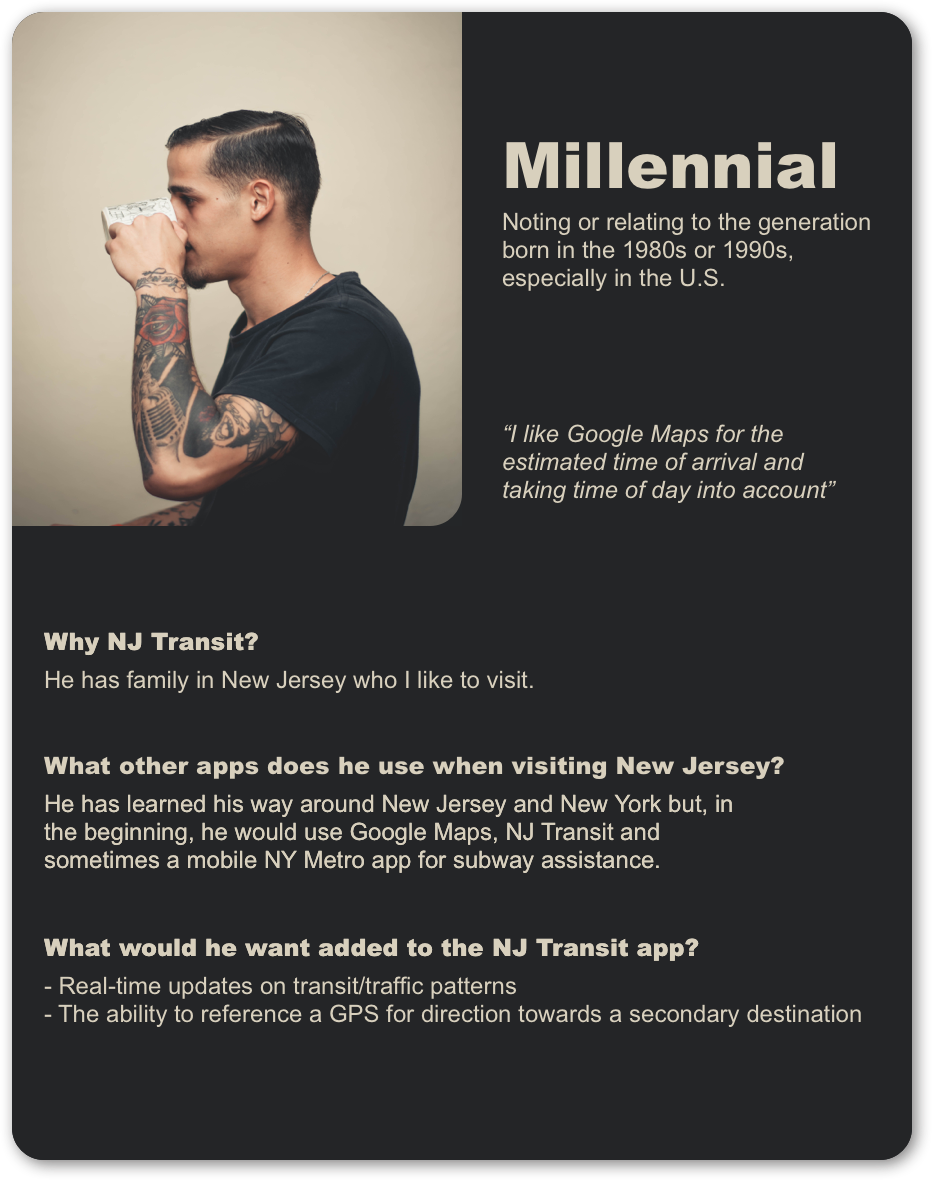 Millennial
Noting or relating to the generation
born in the 1980s or 1990s,
especially in the U.S.
“I like Google Maps for the
estimated time of arrival and
taking time of day into account”
Why NJ Transit?
He has family in New Jersey who I like to visit.
What other apps does he use when visiting New Jersey?
He has learned his way around New Jersey and New York but, in
the beginning, he would use Google Maps, NJ Transit and
sometimes a mobile NY Metro app for subway assistance.
What would he want added to the NJ Transit app?
- Real-time updates on transit/traffic patterns
- The ability to reference a GPS for direction towards a secondary destination